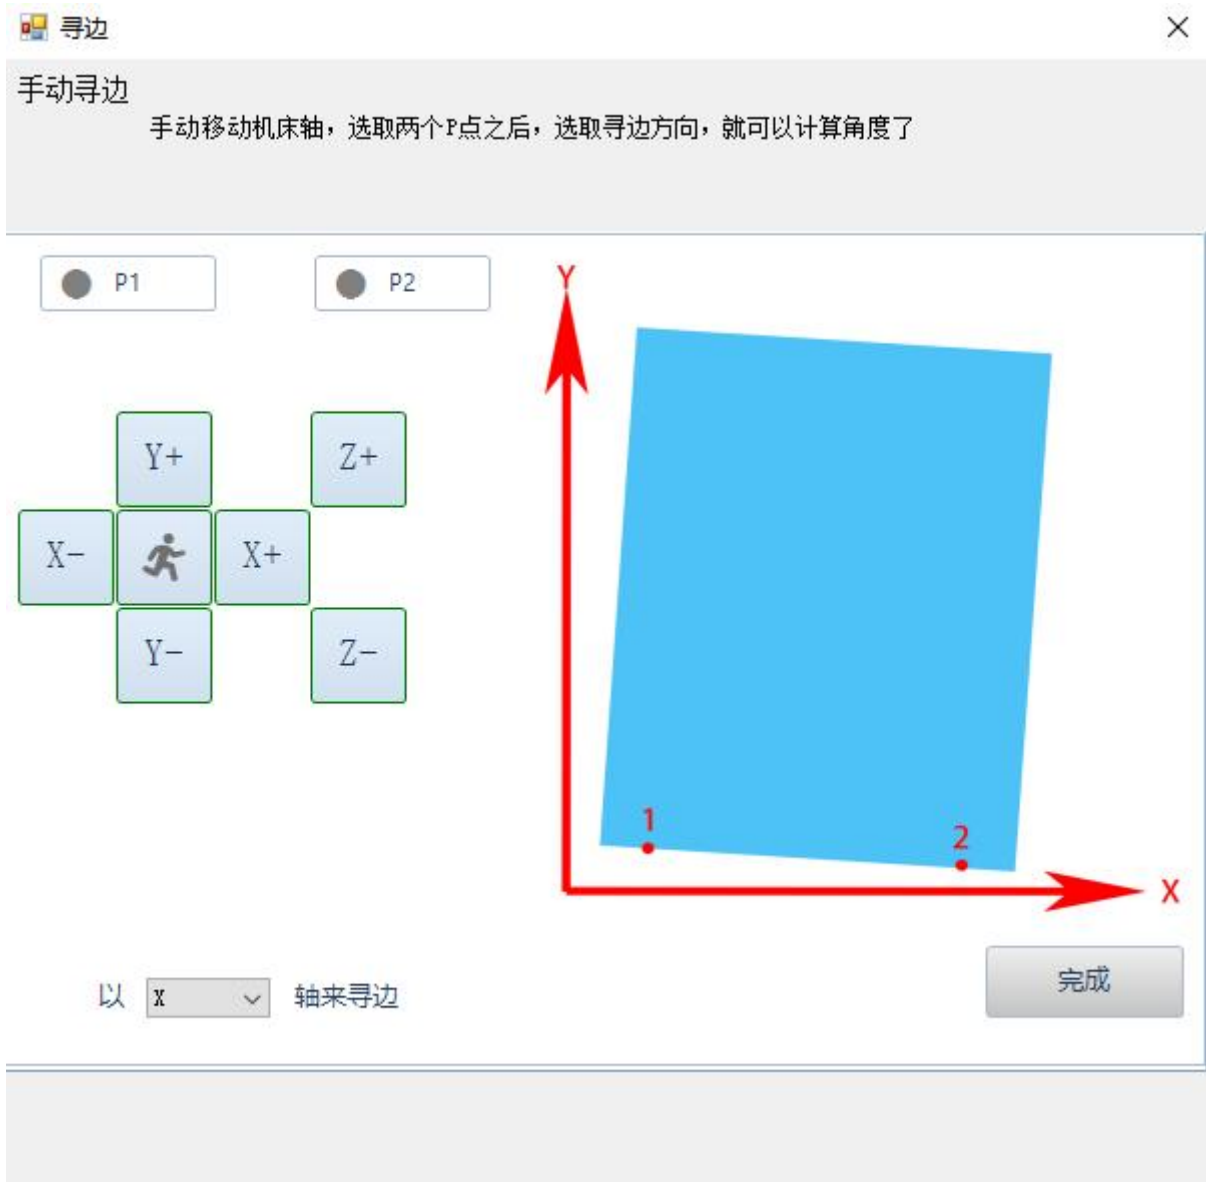 寻边
手动寻边
手动移动机床轴，选取两个P点之后，选取寻边方向，就可以计算角度了
P1
P2
Y
Y+
Z+
X-
X+
Y-
Z-
1
2
X
以 X 轴来寻边
完成